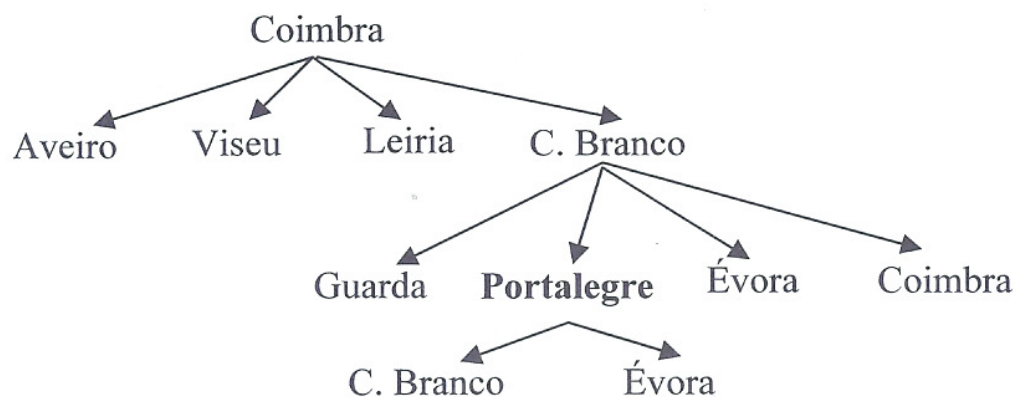 Coimbra
Aveiro Viseu Leiria C. Branco
Guarda Portalegre Évora Coimbra
C. Branco Évora